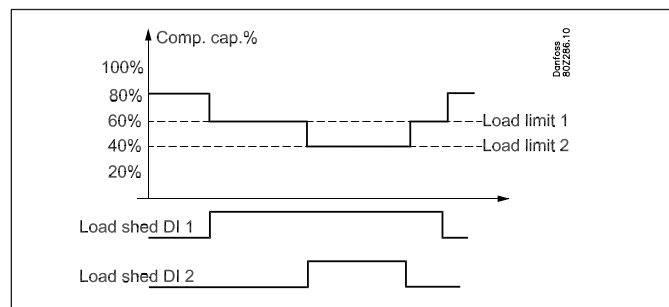 Comp. cap.%
Danfoss
80Z286.10
100%
80%
60%
Load limit 1
40%
Load limit 2
20%
Load shed DI 1
Load shed DI 2